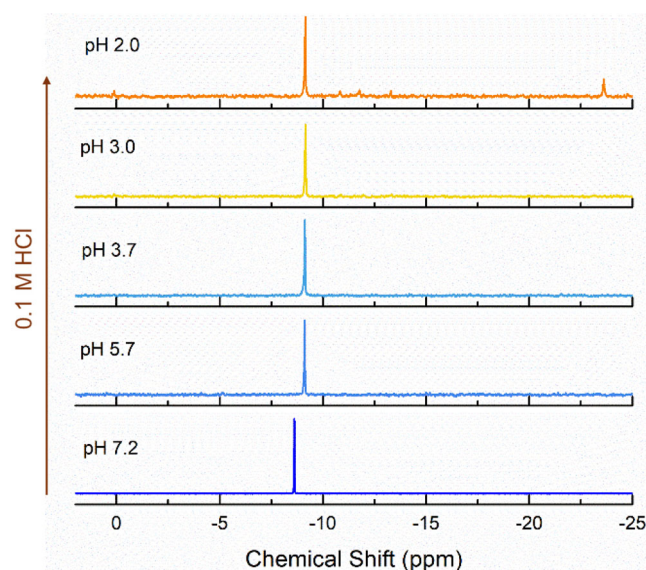 pH 2.0
pH 3.0
pH 3.7
pH 5.7
pH 7.2
0.1 M HCl
0 -5 -10 -15 -20 -25
Chemical Shift (ppm)